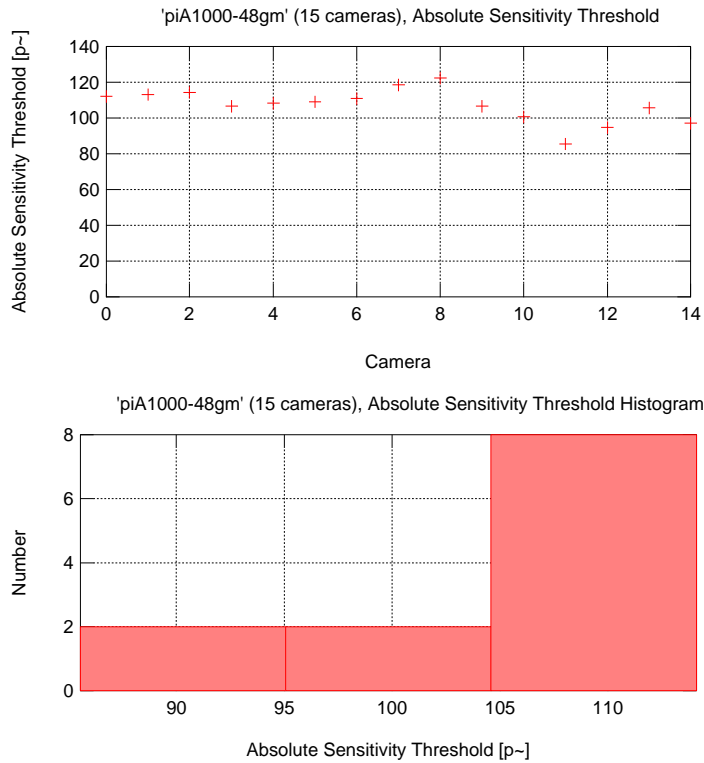 'piA1000-48gm' (15 cameras), Absolute Sensitivity Threshold
Absolute Sensitivity Threshold [p~]
140
120
100
80
60
40
20
0
0 2 4 6 8 10 12 14
Camera
'piA1000-48gm' (15 cameras), Absolute Sensitivity Threshold Histogram
Number
8
6
4
2
0
90 95 100 105 110
Absolute Sensitivity Threshold [p~]